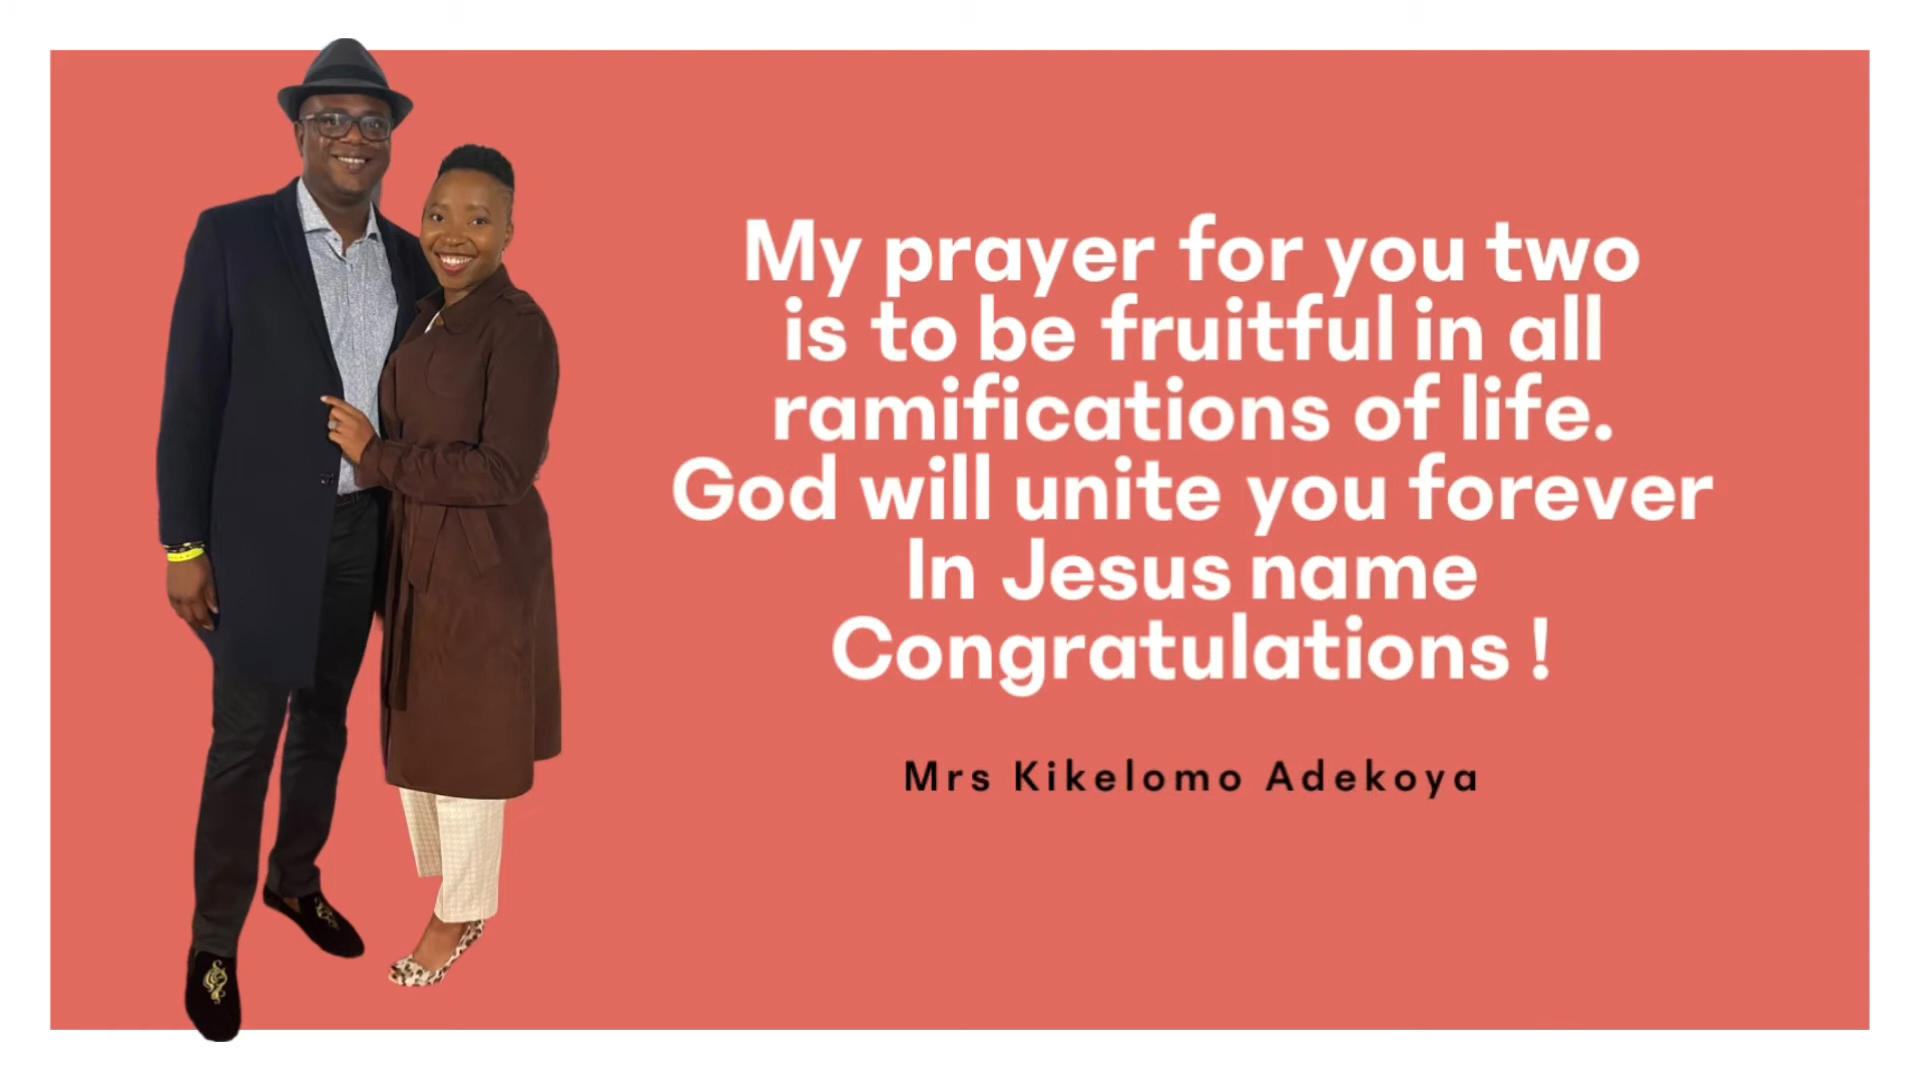 My prayer for you two
is to be fruitful in all
ramifications of life.
God will unite you forever
In Jesus name
Congratulations !
Mrs Kikelomo Adekoya